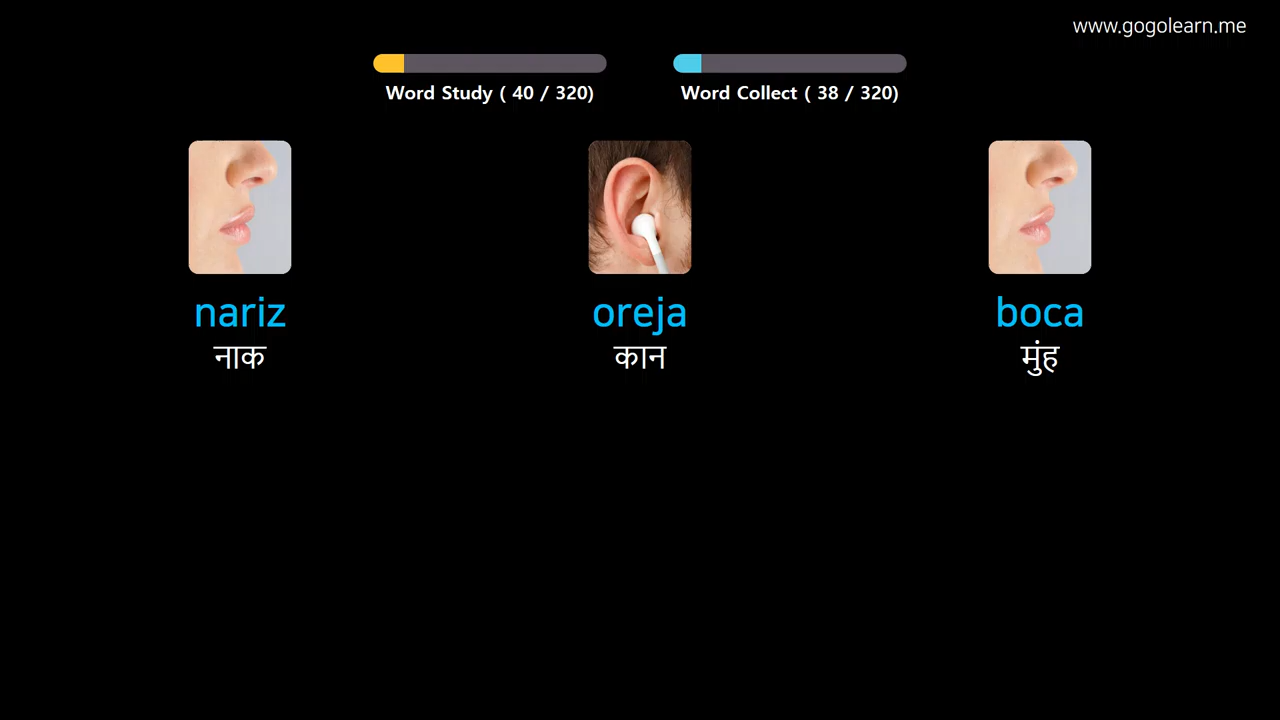 www.gogolearn.me
Word Study ( 40 / 320)
Word Collect ( 38 / 320)
nariz
नाक
oreja
कान
boca
मुंह